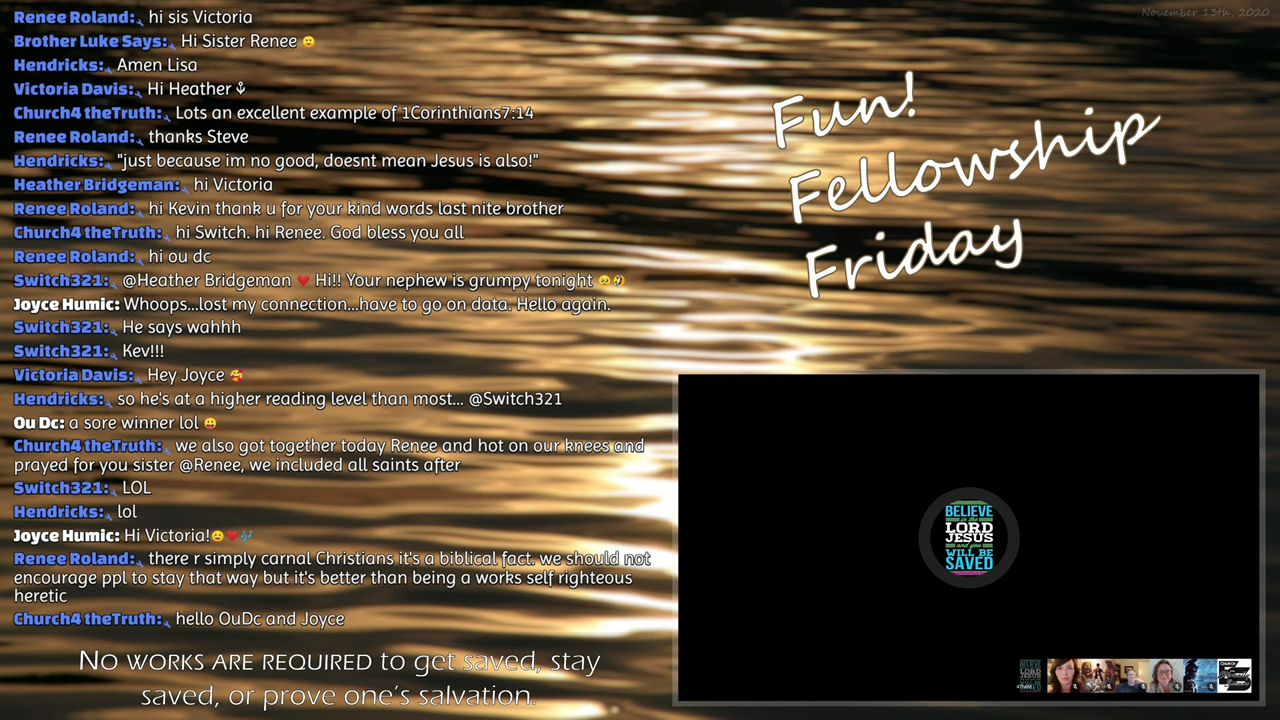 November 13th, 2020
Renee Roland: hi sis Victoria
Brother Luke Says: Hi Sister Renee 🙂
Hendricks: Amen Lisa
Victoria Davis: Hi Heather ⚘
Church4 theTruth: Lots an excellent example of 1Corinthians7:14
Renee Roland: thanks Steve
Hendricks: "just because im no good, doesnt mean Jesus is also!"
Heather Bridgeman: hi Victoria
Renee Roland: hi Kevin thank u for your kind words last nite brother
Church4 theTruth: hi Switch. hi Renee. God bless you all
Renee Roland: hi ou dc
Switch321: @Heather Bridgeman ❤️ Hi!! Your nephew is grumpy tonight
Joyce Humic: Whoops...lost my connection...have to go on data. Hello again.
Switch321: He says wahhh
Switch321: Kev!!!
Victoria Davis: Hey Joyce 🥰
Hendricks: so he's at a higher reading level than most... @Switch321
Ou Dc: a sore winner lol 😛
Church4 theTruth: we also got together today Renee and hot on our knees and
prayed for you sister @Renee, we included all saints after
Switch321: LOL
Hendricks: lol
Joyce Humic: Hi Victoria!😊❤️🎶
Renee Roland: there r simply carnal Christians it's a biblical fact. we should not
encourage ppl to stay that way but it's better than being a works self righteous
heretic
Church4 theTruth: hello OuDc and Joyce
No works are required to get saved, stay
saved, or prove one's salvation.
Fun!
Fellowship
Friday
BELIEVE
in the
LORD
JESUS
and you
WILL BE
SAVED